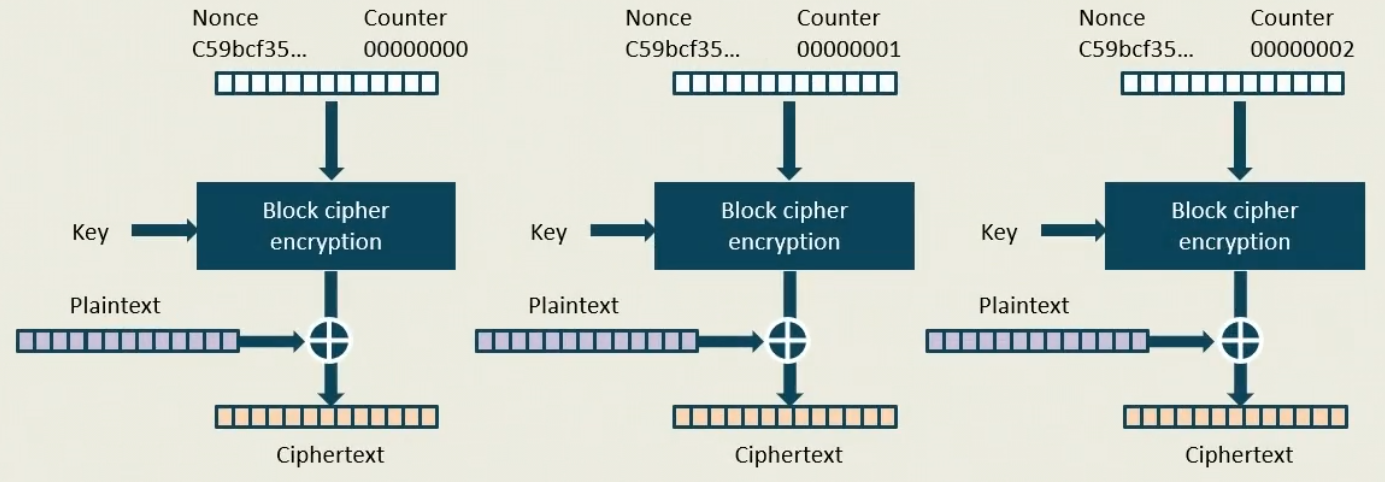 Nonce Counter Nonce Counter Nonce Counter
C59bcf35... 00000000 C59bcf35... 00000001 C59bcf35... 00000002
Block cipher Block cipher Block cipher
Key encryption Key encryption Key encryption
Plaintext Plaintext Plaintext
Ciphertext Ciphertext Ciphertext